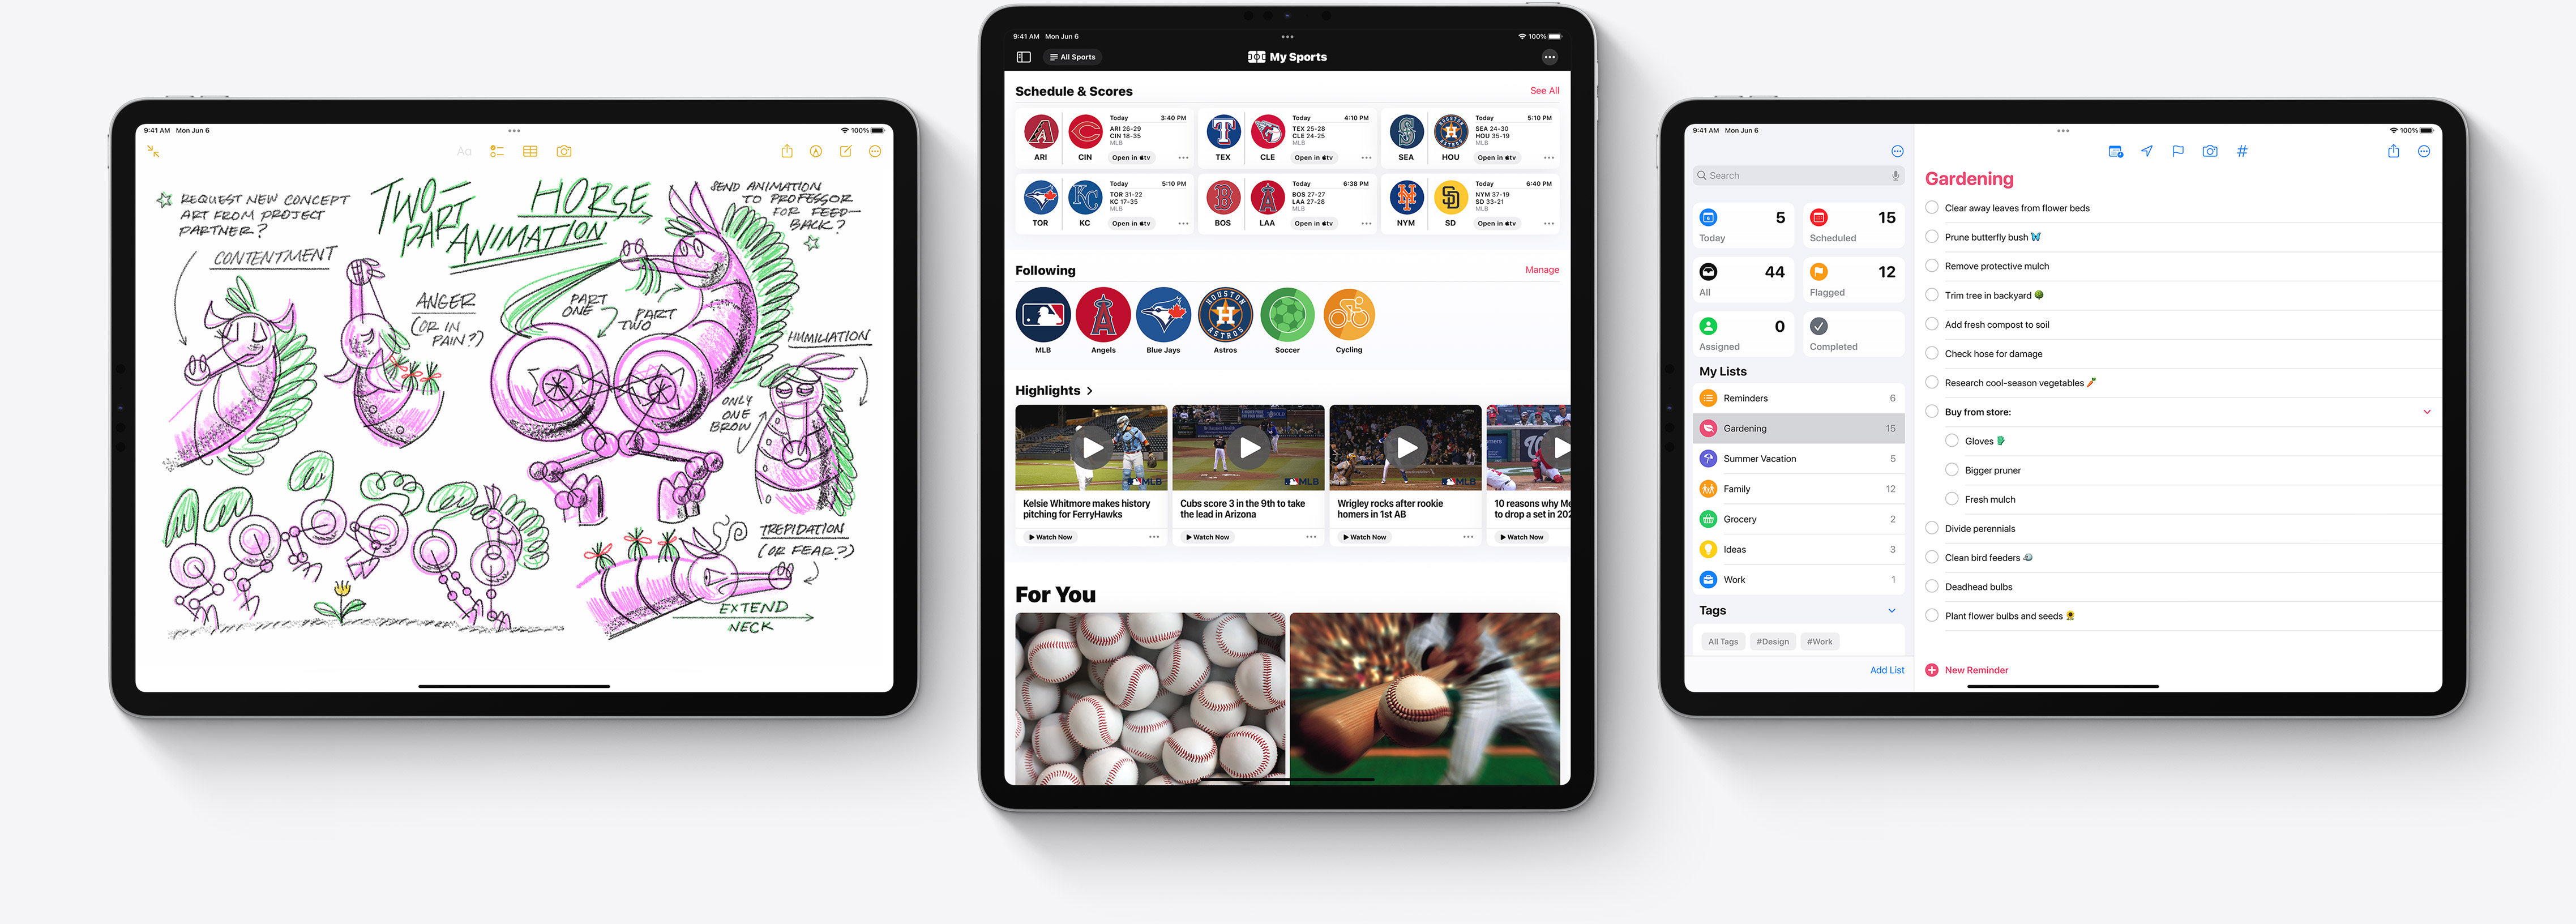 9:41 AM Mon Jun 6
100%
Aa
REQUEST NEW CONCEPT
ART FROM PROJECT
PARTNER?
TWO-
PART
HORSE
ANIMATION
SEND ANIMATION
TO PROFESSOR
FOR FEED-
BACK?
CONTENTMENT
ANGER
(OR IN
PAIN?)
PART
ONE
PART
TWO
HUMILIATION
ONLY
ONE
BROW
TREPIDATION
(OR FEAR?)
EXTEND
NECK
9:41 AM Mon Jun 6
100%
All Sports
My Sports
Schedule & Scores
See All
ARI
CIN
Today 3:40 PM
ARI 26-29
CIN 18-35
MLB
Open in tv
TEX
CLE
Today 4:10 PM
TEX 25-28
CLE 24-25
MLB
Open in tv
SEA
HOU
Today 5:10 PM
SEA 24-30
HOU 35-19
MLB
Open in tv
TOR
KC
Today 5:10 PM
TOR 31-22
KC 17-35
MLB
Open in tv
BOS
LAA
Today 6:38 PM
BOS 27-27
LAA 27-28
MLB
Open in tv
NYM
SD
Today 6:40 PM
NYM 37-19
SD 33-21
MLB
Open in tv
Following
Manage
HOUSTON
ASTROS
MLB
Angels
Blue Jays
Astros
Soccer
Cycling
Highlights
MLB
Kelsie Whitmore makes history
pitching for FerryHawks
Watch Now
MLB
Cubs score 3 in the 9th to take
the lead in Arizona
Watch Now
MLB
Wrigley rocks after rookie
homers in 1st AB
Watch Now
10 reasons why Me
to drop a set in 202
Watch Now
For You
9:41 AM Mon Jun 6
100%
Search
5
Today
15
Scheduled
44
All
12
Flagged
0
Assigned
Completed
My Lists
Reminders 6
Gardening 15
Summer Vacation 5
Family 12
Grocery 2
Ideas 3
Work 1
Tags
All Tags #Design #Work
Add List
Gardening
Clear away leaves from flower beds
Prune butterfly bush 🦋
Remove protective mulch
Trim tree in backyard 🌳
Add fresh compost to soil
Check hose for damage
Research cool-season vegetables 🥕
Buy from store:
Gloves 🧤
Bigger pruner
Fresh mulch
Divide perennials
Clean bird feeders 🐦
Deadhead bulbs
Plant flower bulbs and seeds 🌻
New Reminder